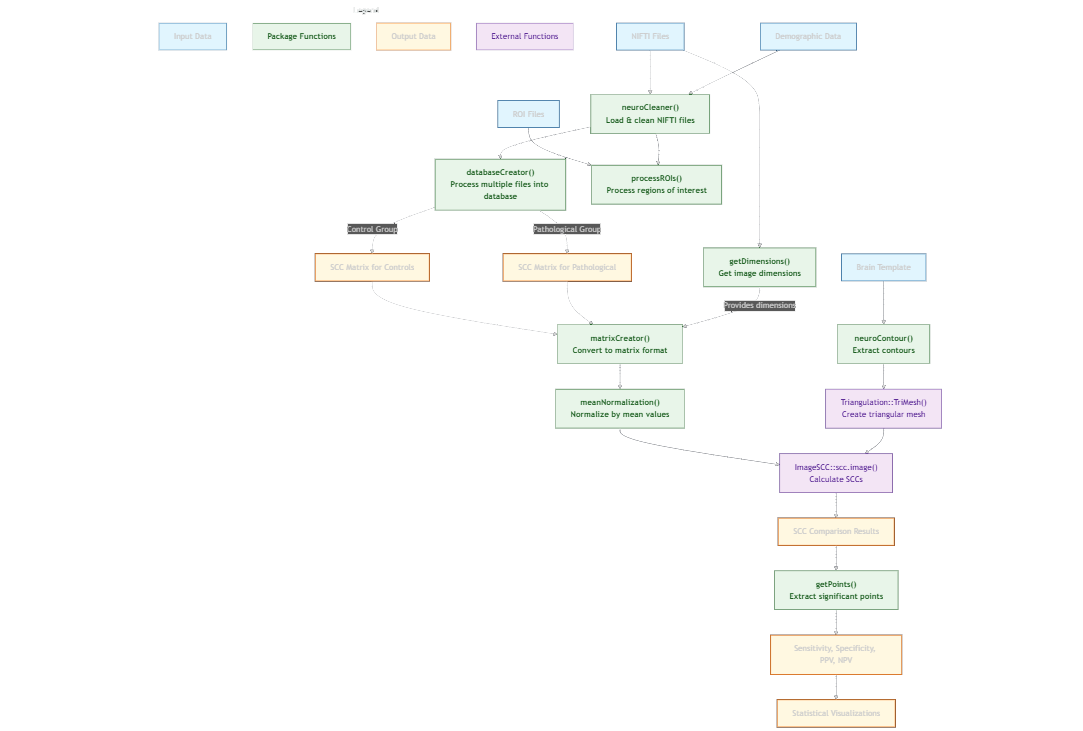 Legend
Input Data
Package Functions
Output Data
External Functions
NIFTI Files
Demographic Data
neuroCleaner()
Load & clean NIFTI files
ROI Files
databaseCreator()
Process multiple files into
database
processROIs()
Process regions of interest
Control Group
Pathological Group
SCC Matrix for Controls
SCC Matrix for Pathological
getDimensions()
Get image dimensions
Brain Template
Provides dimensions
matrixCreator()
Convert to matrix format
neuroContour()
Extract contours
meanNormalization()
Normalize by mean values
Triangulation::TriMesh()
Create triangular mesh
ImageSCC::scc.image()
Calculate SCCs
SCC Comparison Results
getPoints()
Extract significant points
Sensitivity, Specificity,
PPV, NPV
Statistical Visualizations